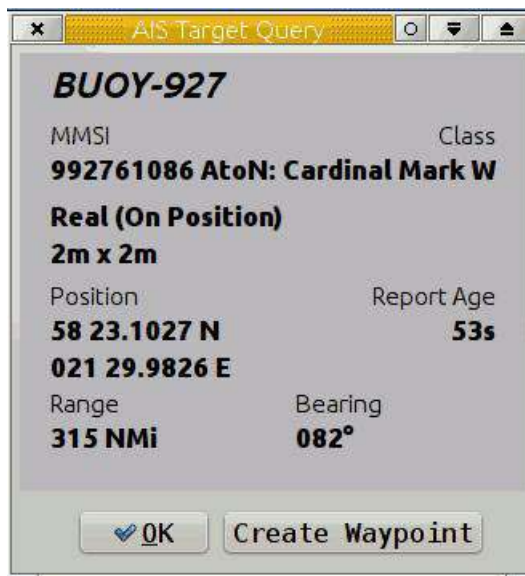 AIS Target Query
BUOY-927
MMSI Class
992761086 AtoN: Cardinal Mark W
Real (On Position)
2m x 2m
Position Report Age
58 23.1027 N 53s
021 29.9826 E
Range Bearing
315 NMi 082°
OK Create Waypoint